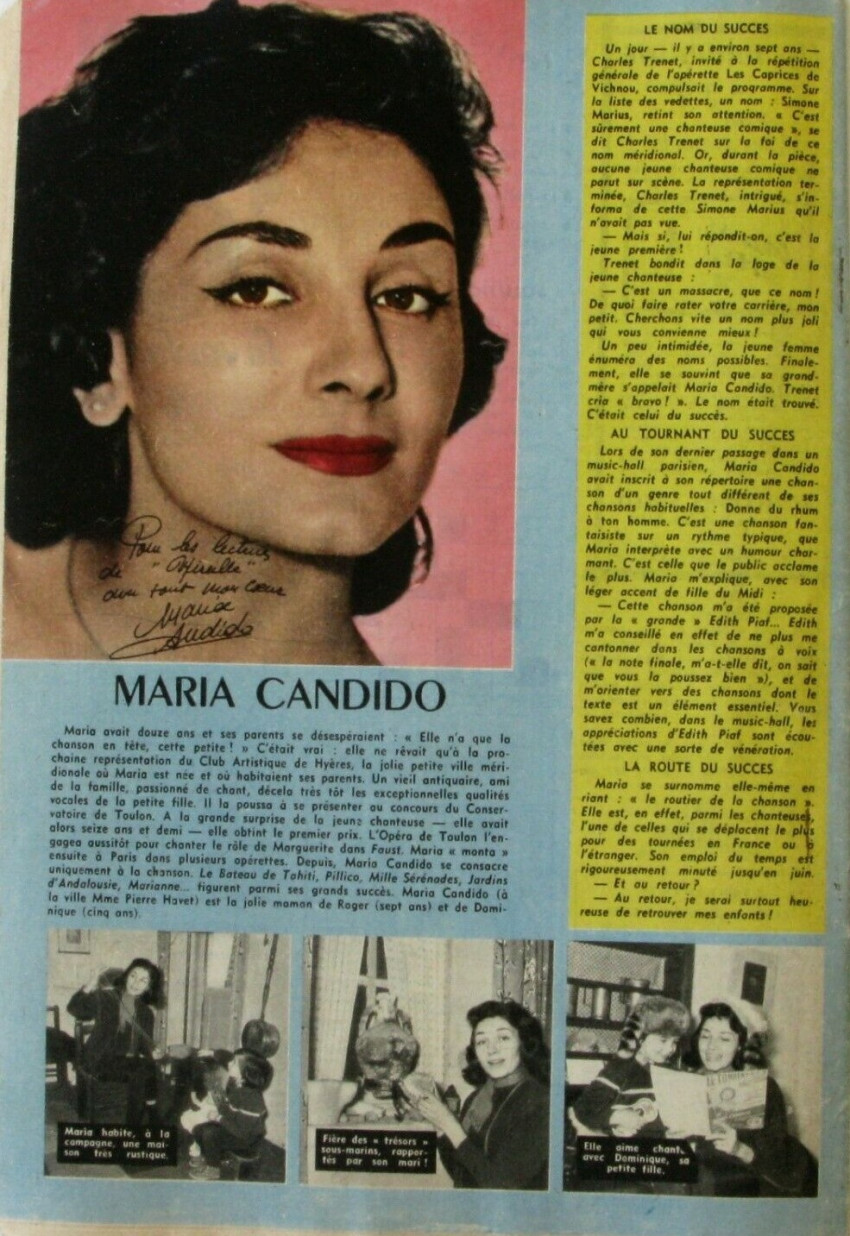 Pour les lectrices
de "Mireille"
avec tout mon cœur
Maria
Candido
MARIA CANDIDO
Maria avait douze ans et ses parents se désespéraient : « Elle n'a que la
chanson en tête, cette petite ! » C'était vrai : elle ne rêvait qu'à la pro-
chaine représentation du Club Artistique de Hyères, la jolie petite ville méri-
dionale où Maria est née et où habitaient ses parents. Un vieil antiquaire, ami
de la famille, passionné de chant, décela très tôt les exceptionnelles qualités
vocales de la petite fille. Il la poussa à se présenter au concours du Conser-
vatoire de Toulon. A la grande surprise de la jeune chanteuse — elle avait
alors seize ans et demi — elle obtint le premier prix. L'Opéra de Toulon l'en-
gagea aussitôt pour chanter le rôle de Marguerite dans Faust. Maria « monta »
ensuite à Paris dans plusieurs opérettes. Depuis, Maria Candido se consacre
uniquement à la chanson. Le Bateau de Tahiti, Pillico, Mille Sérénades, Jardins
d'Andalousie, Marianne... figurent parmi ses grands succès. Maria Candido (à
la ville Mme Pierre Havet) est la jolie maman de Roger (sept ans) et de Domi-
nique (cinq ans).
LE NOM DU SUCCES
Un jour — il y a environ sept ans —
Charles Trenet, invité à la répétition
générale de l'opérette Les Caprices de
Vichnou, compulsait le programme. Sur
la liste des vedettes, un nom : Simone
Marius, retint son attention. « C'est
sûrement une chanteuse comique », se
dit Charles Trenet sur la foi de ce
nom méridional. Or, durant la pièce,
aucune jeune chanteuse comique ne
parut sur scène. La représentation ter-
minée, Charles Trenet, intrigué, s'in-
forma de cette Simone Marius qu'il
n'avait pas vue.
— Mais si, lui répondit-on, c'est la
jeune première !
Trenet bondit dans la loge de la
jeune chanteuse :
— C'est un massacre, que ce nom !
De quoi faire rater votre carrière, mon
petit. Cherchons vite un nom plus joli
qui vous convienne mieux !
Un peu intimidée, la jeune femme
énuméra des noms possibles. Finale-
ment, elle se souvint que sa grand-
mère s'appelait Maria Candido. Trenet
cria « bravo ! ». Le nom était trouvé.
C'était celui du succès.
AU TOURNANT DU SUCCES
Lors de son dernier passage dans un
music-hall parisien, Maria Candido
avait inscrit à son répertoire une chan-
son d'un genre tout différent de ses
chansons habituelles : Donne du rhum
à ton homme. C'est une chanson fan-
taisiste sur un rythme typique, que
Maria interprète avec un humour char-
mant. C'est celle que le public acclame
le plus. Maria m'explique, avec son
léger accent de fille du Midi :
— Cette chanson m'a été proposée
par la « grande » Edith Piaf... Edith
m'a conseillé en effet de ne plus me
cantonner dans les chansons à voix
(« la note finale, m'a-t-elle dit, on sait
que vous la poussez bien »), et de
m'orienter vers des chansons dont le
texte est un élément essentiel. Vous
savez combien, dans le music-hall, les
appréciations d'Edith Piaf sont écou-
tées avec une sorte de vénération.
LA ROUTE DU SUCCES
Maria se surnomme elle-même en
riant : « le routier de la chanson ».
Elle est, en effet, parmi les chanteuses,
l'une de celles qui se déplacent le plus
pour des tournées en France ou à
l'étranger. Son emploi du temps est
rigoureusement minuté jusqu'en juin.
— Et au retour ?
— Au retour, je serai surtout heu-
reuse de retrouver mes enfants !
Maria habite, à la
campagne, une mai-
son très rustique.
Fière des « trésors »
sous-marins, rappor-
tés par son mari !
Elle aime chant
avec Dominique, sa
petite fille.